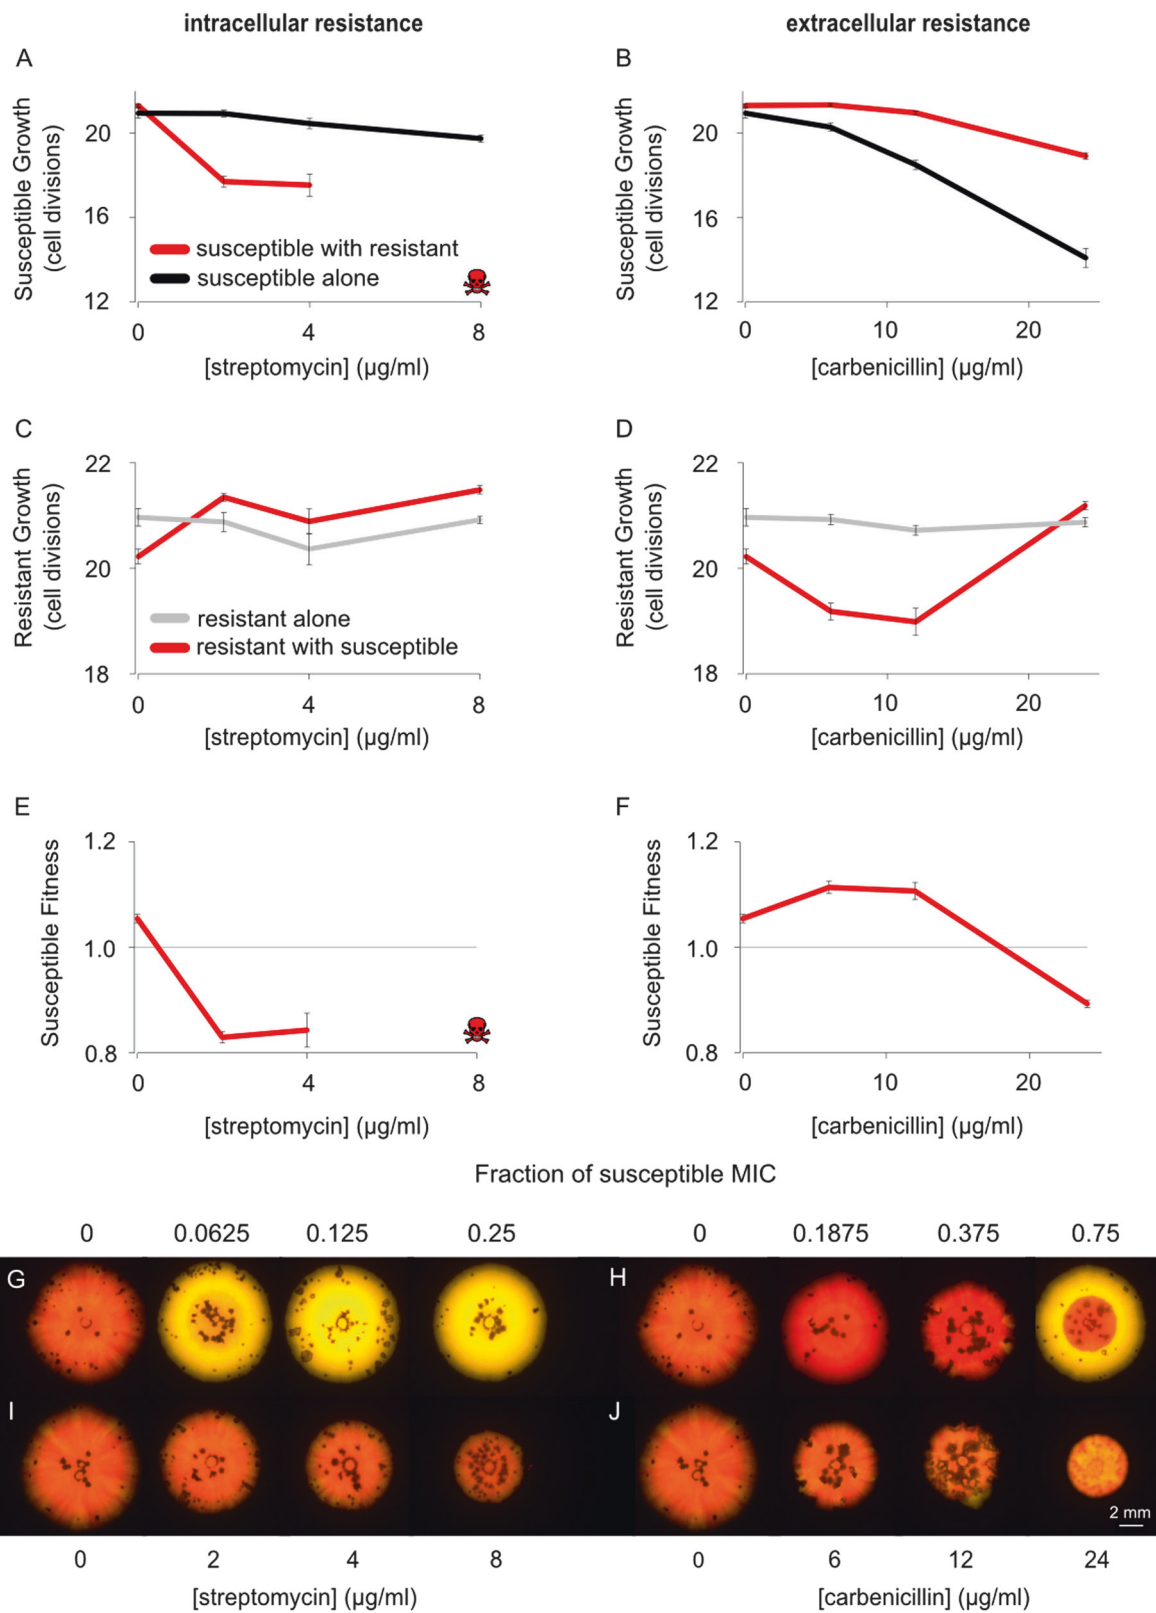 intracellular resistance
extracellular resistance
A
B
Susceptible Growth
(cell divisions)
20
16
12
susceptible with resistant
susceptible alone
0
4
8
[streptomycin] (µg/ml)
Susceptible Growth
(cell divisions)
20
16
12
0
10
20
[carbenicillin] (µg/ml)
C
D
Resistant Growth
(cell divisions)
22
20
18
resistant alone
resistant with susceptible
0
4
8
[streptomycin] (µg/ml)
Resistant Growth
(cell divisions)
22
20
18
0
10
20
[carbenicillin] (µg/ml)
E
F
Susceptible Fitness
1.2
1.0
0.8
0
4
8
[streptomycin] (µg/ml)
Susceptible Fitness
1.2
1.0
0.8
0
10
20
[carbenicillin] (µg/ml)
Fraction of susceptible MIC
0 0.0625 0.125 0.25 0 0.1875 0.375 0.75
G
H
I
J
2 mm
0 2 4 8 0 6 12 24
[streptomycin] (µg/ml)
[carbenicillin] (µg/ml)